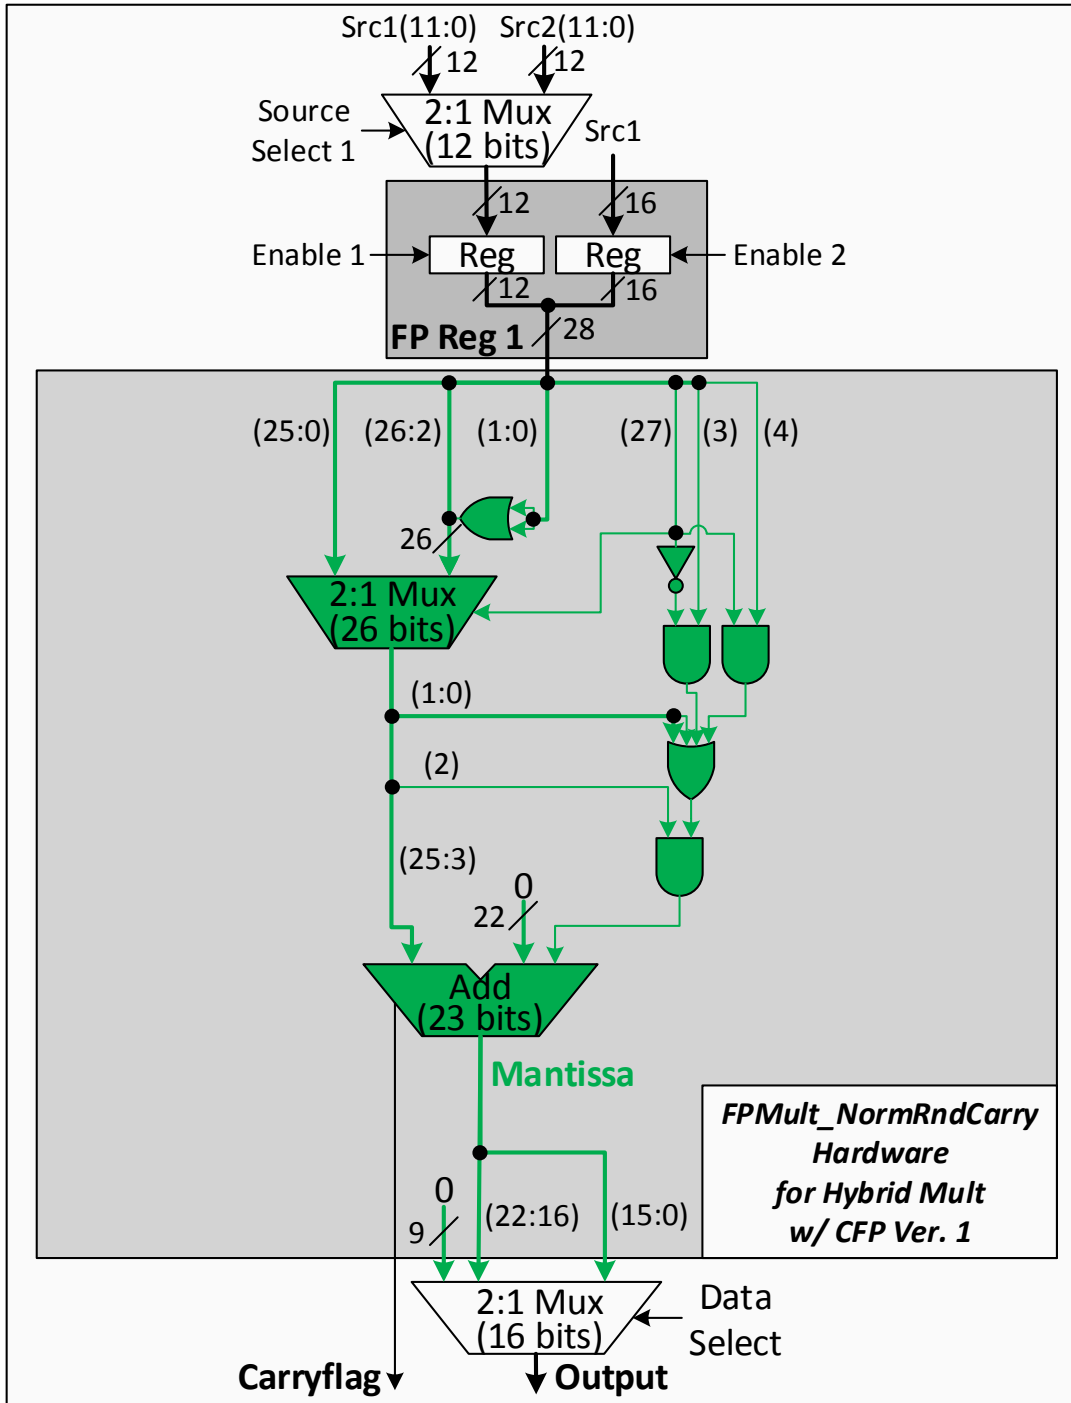 Src1(11:0) Src2(11:0)
12 12
2:1 Mux
(12 bits)
Source
Select 1
Src1
12 16
Enable 1 Reg Reg Enable 2
12 16
FP Reg 1 28
(25:0) (26:2) (1:0) (27) (3) (4)
26
2:1 Mux
(26 bits)
(1:0)
(2)
(25:3)
0
22
Add
(23 bits)
Mantissa
FPMult_NormRndCarry
Hardware
for Hybrid Mult
w/ CFP Ver. 1
0
9 (22:16) (15:0)
2:1 Mux
(16 bits)
Data
Select
Carryflag Output